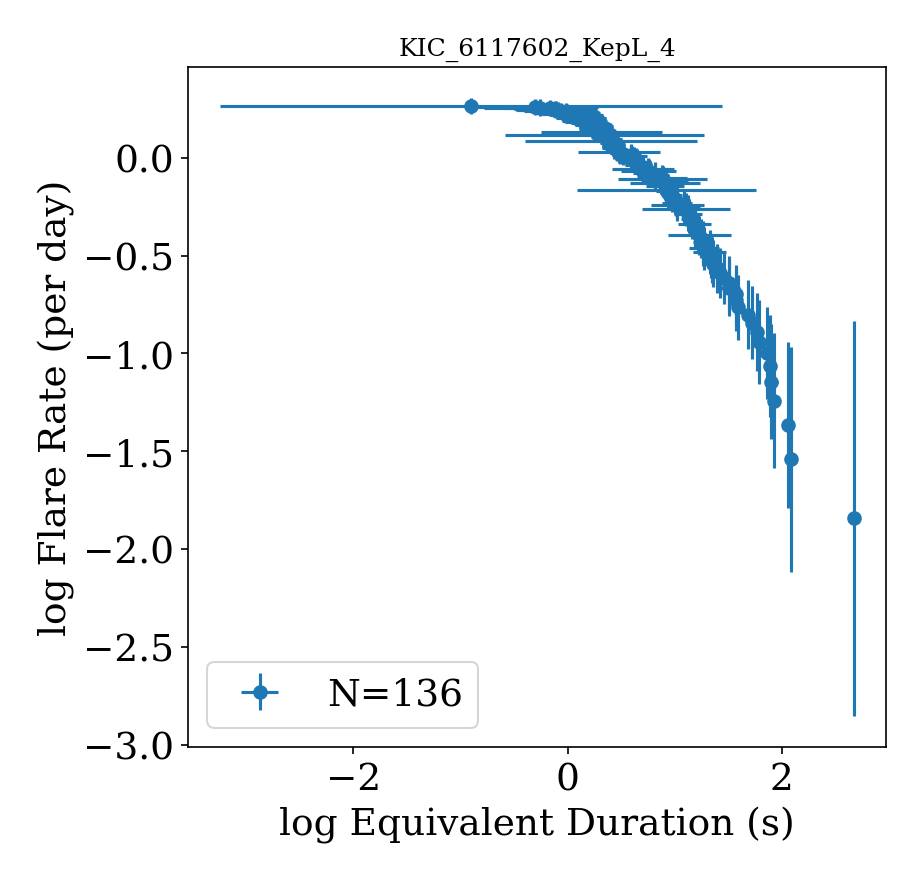 KIC_6117602_KepL_4
log Flare Rate (per day)
0.0
−0.5
−1.0
−1.5
−2.0
−2.5
−3.0
N=136
−2 0 2
log Equivalent Duration (s)